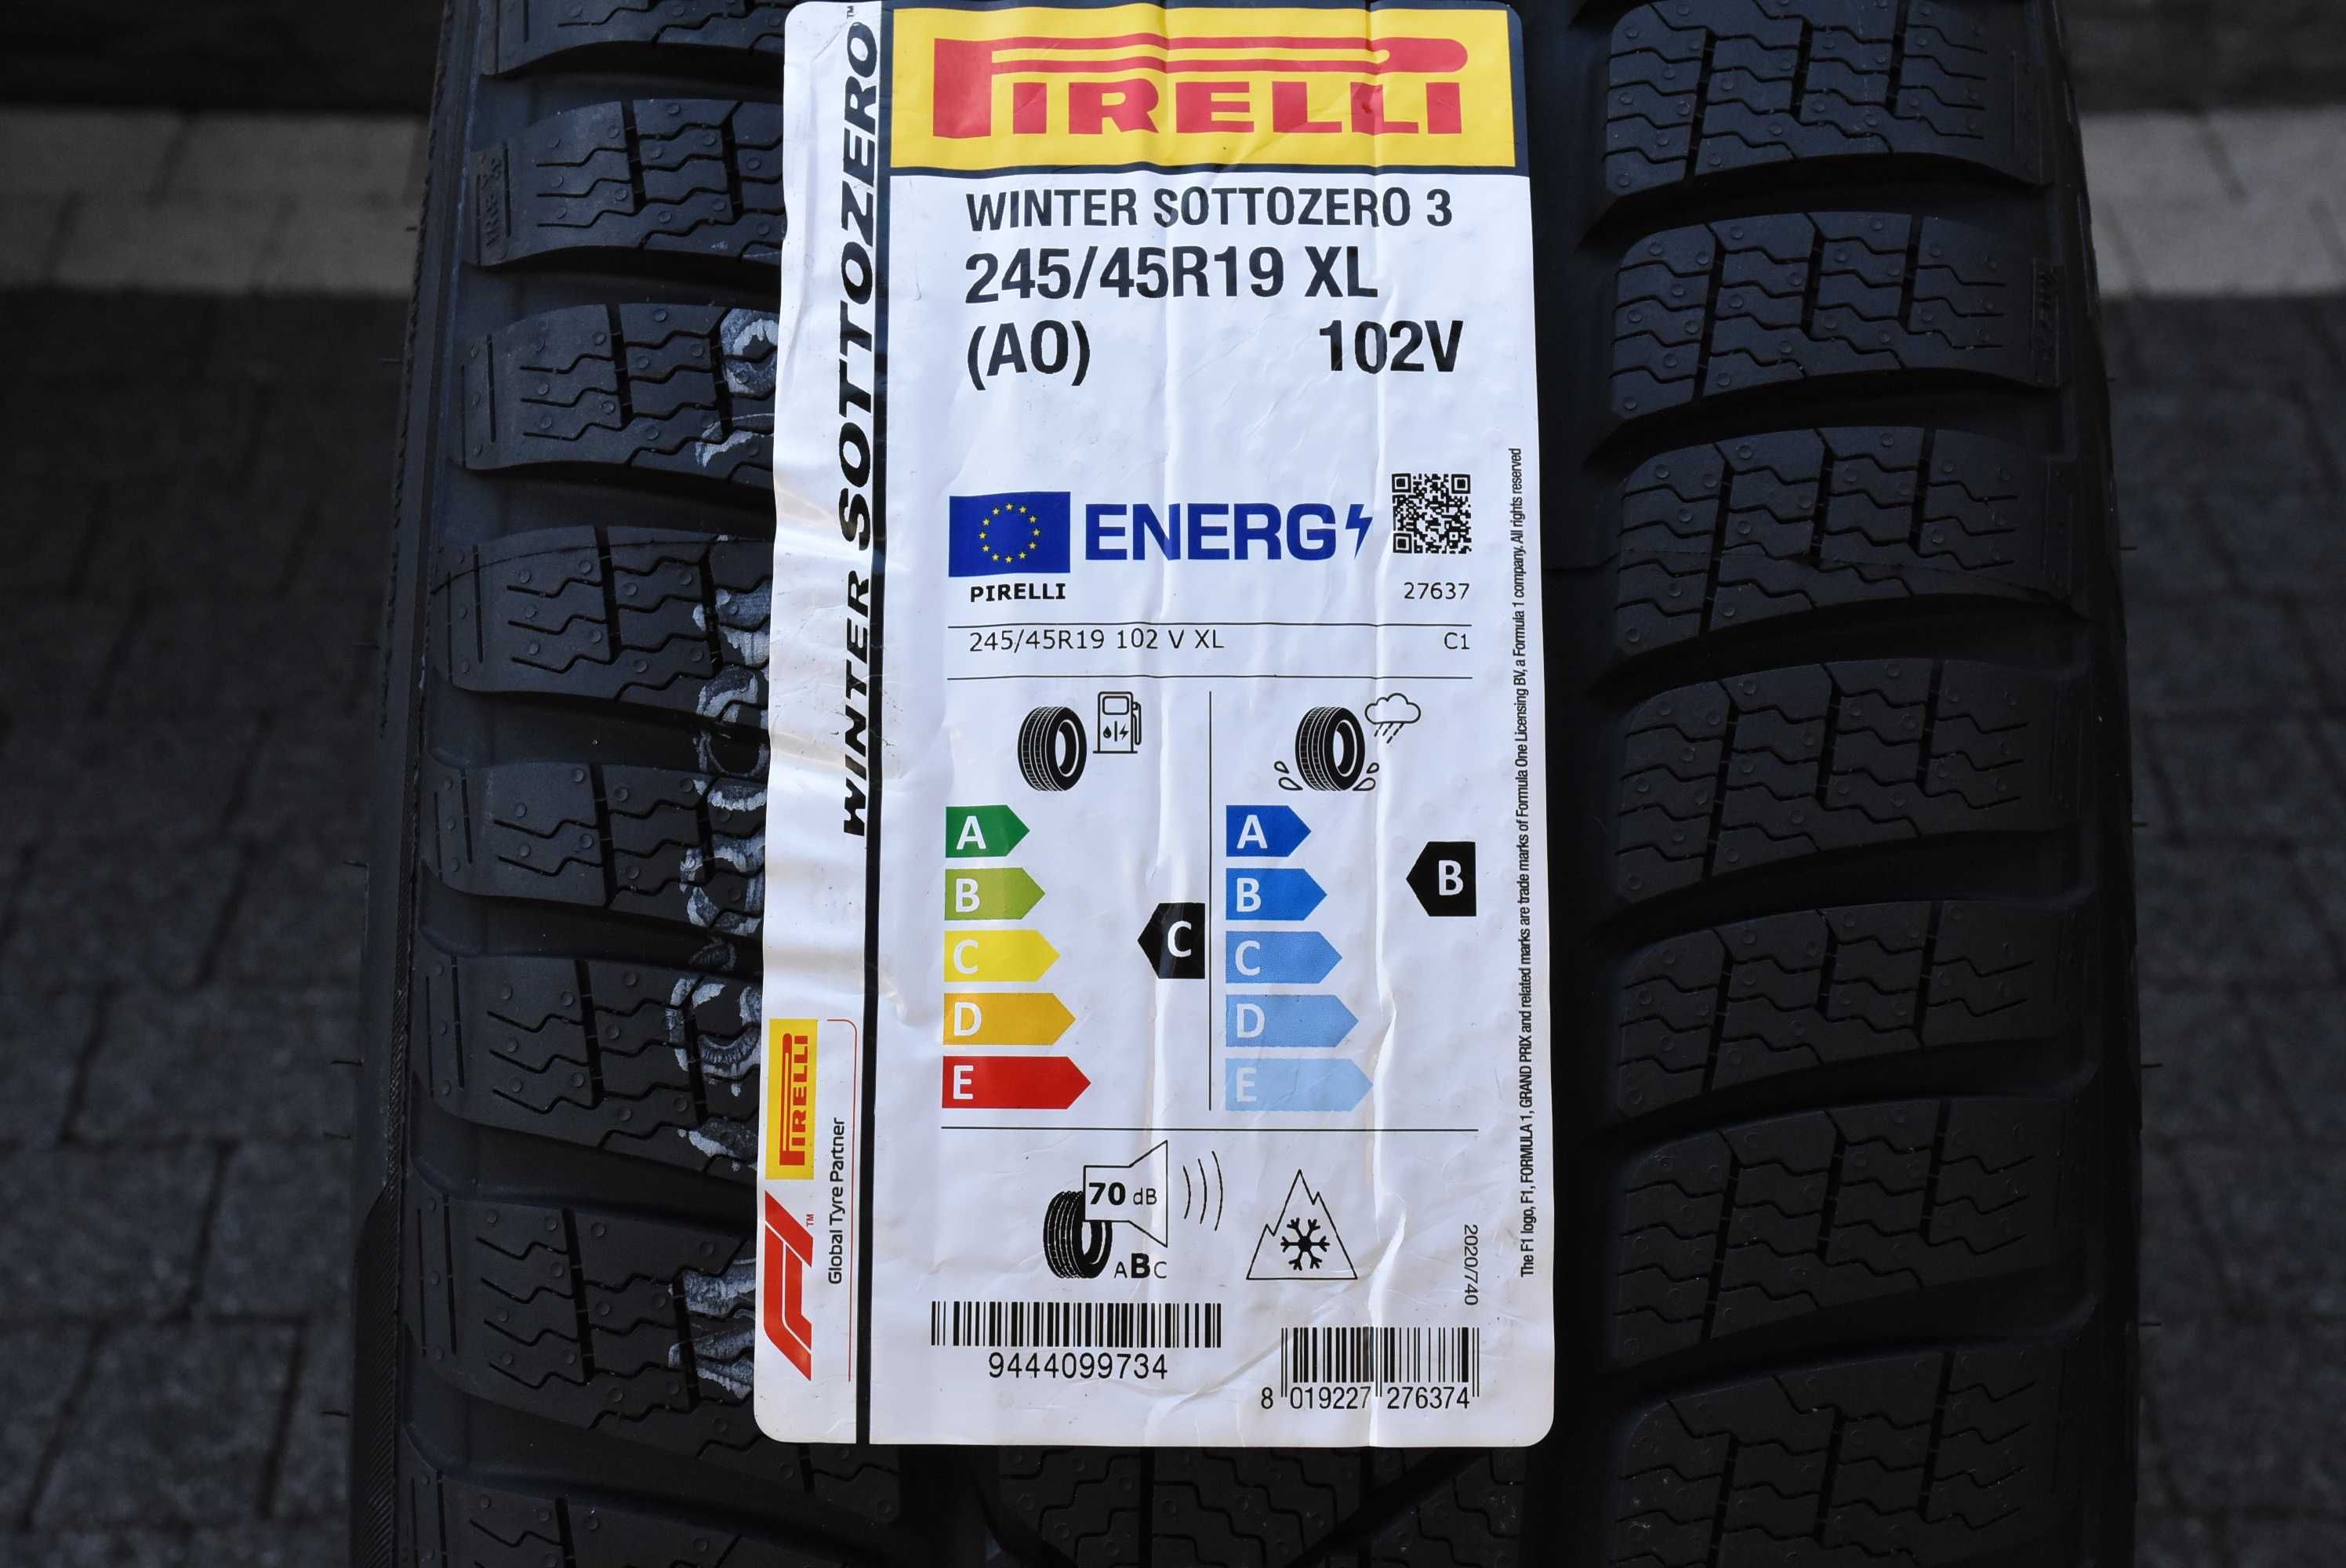 WINTER SOTTOZERO™
PIRELLI
WINTER SOTTOZERO 3
245/45R19 XL
(AO) 102V
ENERG
PIRELLI 27637
245/45R19 102 V XL C1
A
B
C
D
E
C
A
B
C
D
E
B
70 dB
ABC
2020/740
9444099734
8 019227 276374
PIRELLI
F1™
Global Tyre Partner
The F1 logo, F1, FORMULA 1, GRAND PRIX and related marks are trade marks of Formula One Licensing BV, a Formula 1 company. All rights reserved